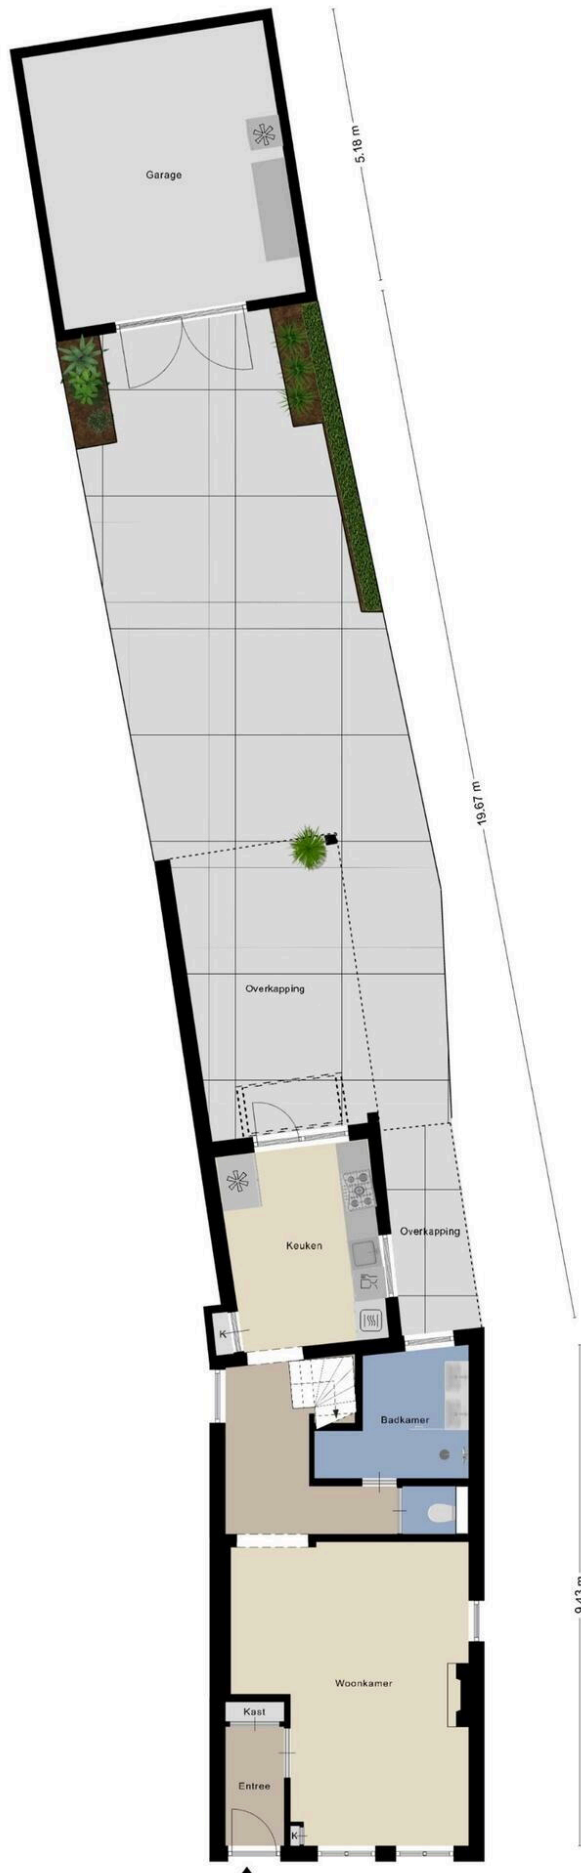 5.18 m
Garage
19.67 m
Overkapping
Keuken
Overkapping
K
Badkamer
9.43 m
Woonkamer
Kast
Entree
K